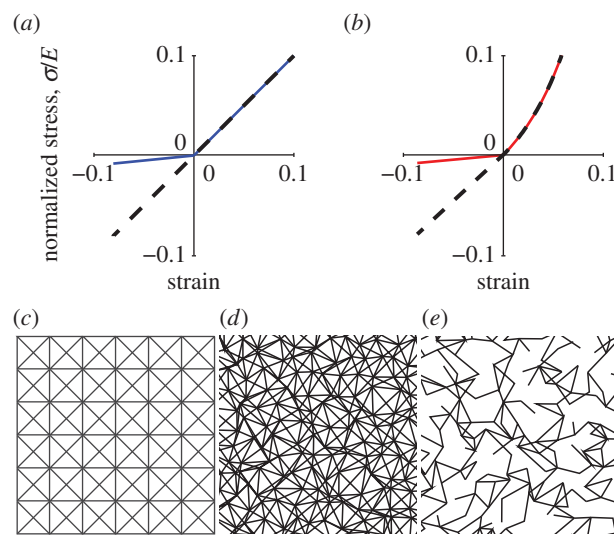 (a)
(b)
normalized stress, σ/E
0.1
0
−0.1
0
0.1
−0.1
strain
0.1
0
−0.1
0
0.1
−0.1
strain
(c)
(d)
(e)